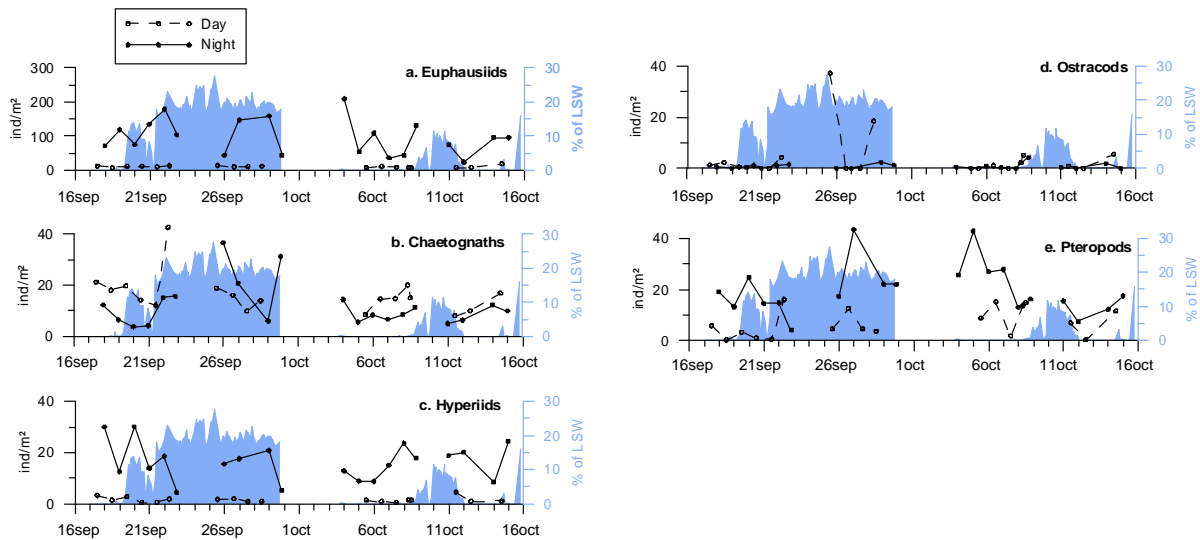 Day
Night
a. Euphausiids
300
200
100
0
ind/m²
30
20
10
0
% of LSW
16sep 21sep 26sep 1oct 6oct 11oct 16oct
b. Chaetognaths
40
20
0
ind/m²
30
20
10
0
% of LSW
16sep 21sep 26sep 1oct 6oct 11oct 16oct
c. Hyperiids
40
20
0
ind/m²
30
20
10
0
% of LSW
16sep 21sep 26sep 1oct 6oct 11oct 16oct
d. Ostracods
40
20
0
ind/m²
30
20
10
0
% of LSW
16sep 21sep 26sep 1oct 6oct 11oct 16oct
e. Pteropods
40
20
0
ind/m²
30
20
10
0
% of LSW
16sep 21sep 26sep 1oct 6oct 11oct 16oct